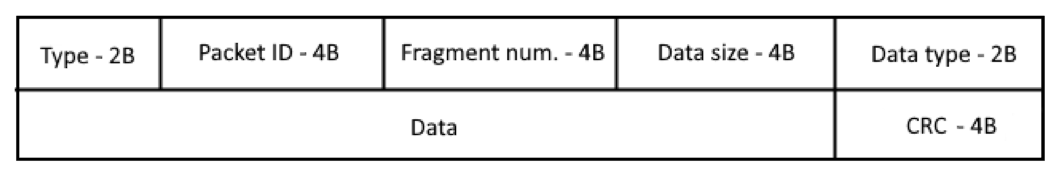 Type - 2B
Packet ID - 4B
Fragment num. - 4B
Data size - 4B
Data type - 2B
Data
CRC - 4B